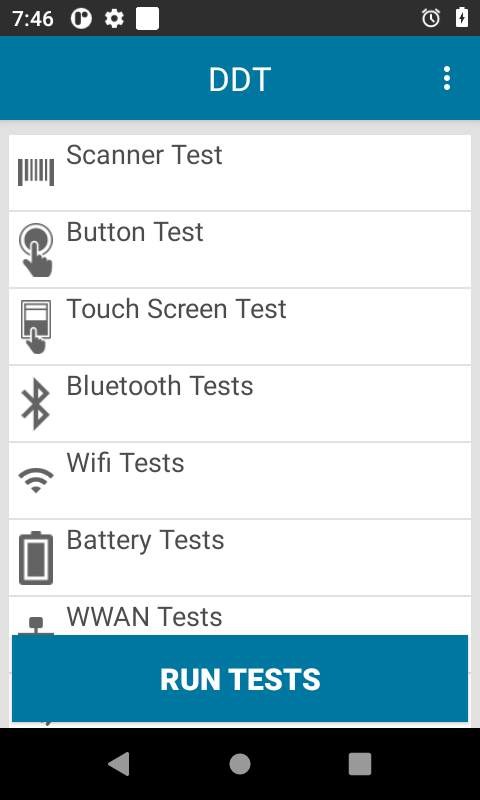 7:46
DDT
Scanner Test
Button Test
Touch Screen Test
Bluetooth Tests
Wifi Tests
Battery Tests
WWAN Tests
RUN TESTS